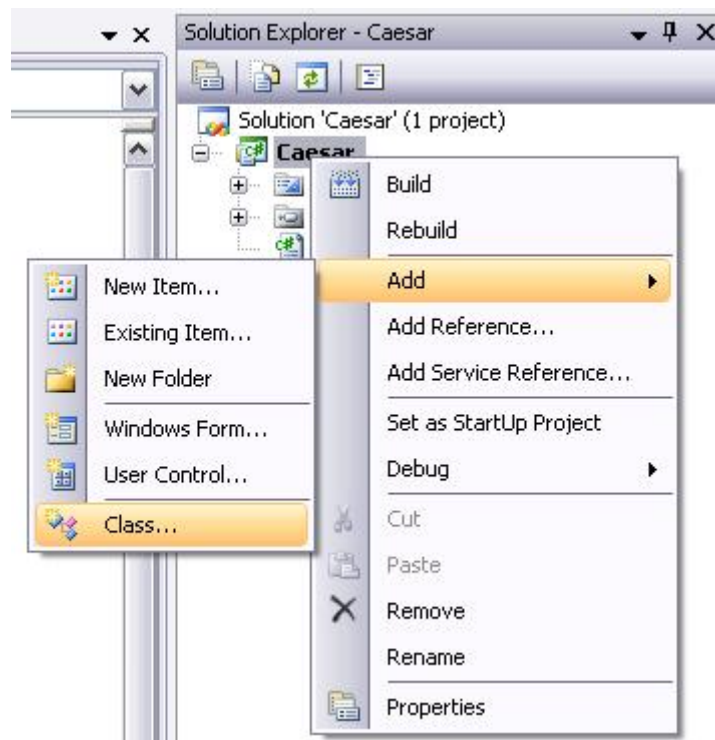 Solution Explorer - Caesar
Solution 'Caesar' (1 project)
Caesar
Build
Rebuild
Add
Add Reference...
Add Service Reference...
Set as StartUp Project
Debug
Cut
Paste
Remove
Rename
Properties
New Item...
Existing Item...
New Folder
Windows Form...
User Control...
Class...